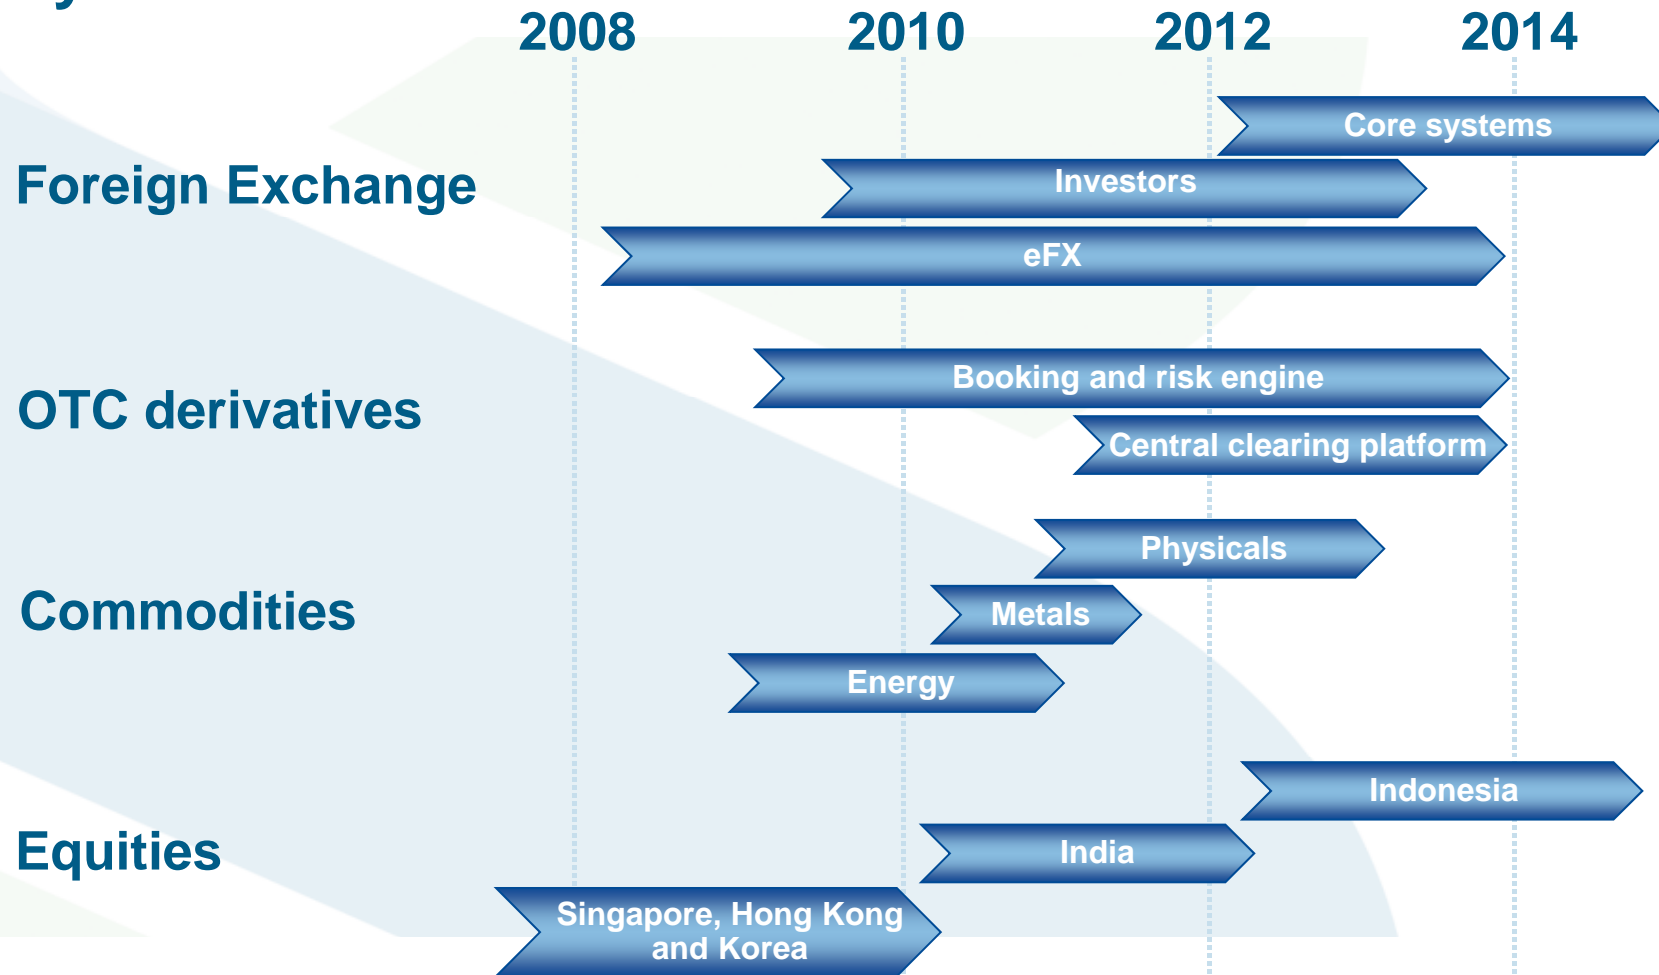 2008 2010 2012 2014
Core systems
Foreign Exchange
Investors
eFX
Booking and risk engine
OTC derivatives
Central clearing platform
Physicals
Commodities
Metals
Energy
Indonesia
Equities
India
Singapore, Hong Kong
and Korea